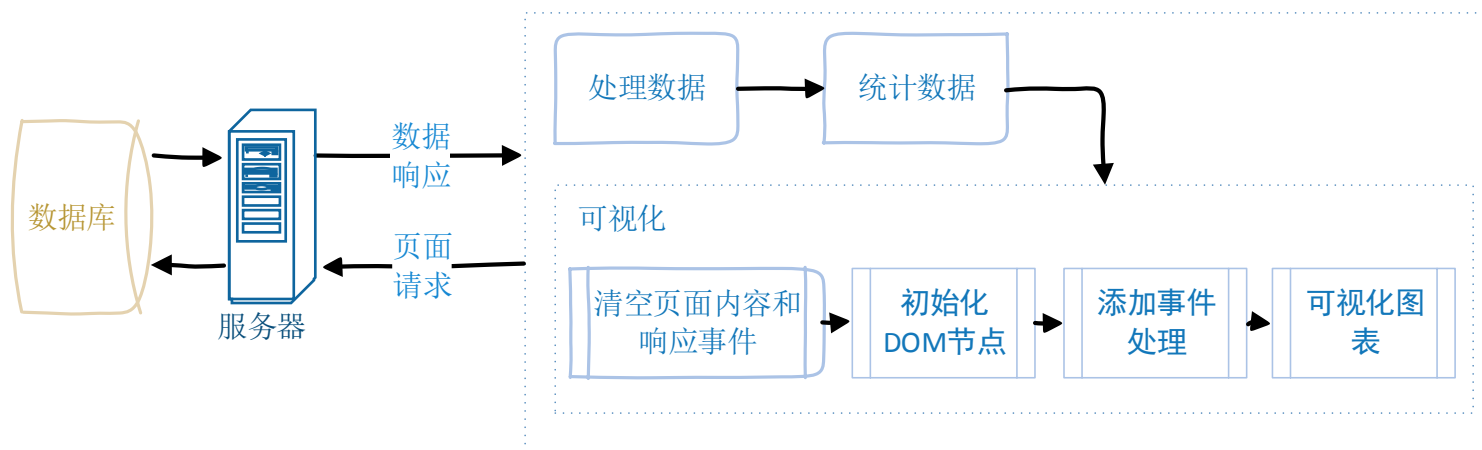 处理数据
统计数据
数据
响应
数据库
可视化
页面
请求
服务器
清空页面内容和
响应事件
初始化
DOM节点
添加事件
处理
可视化图
表